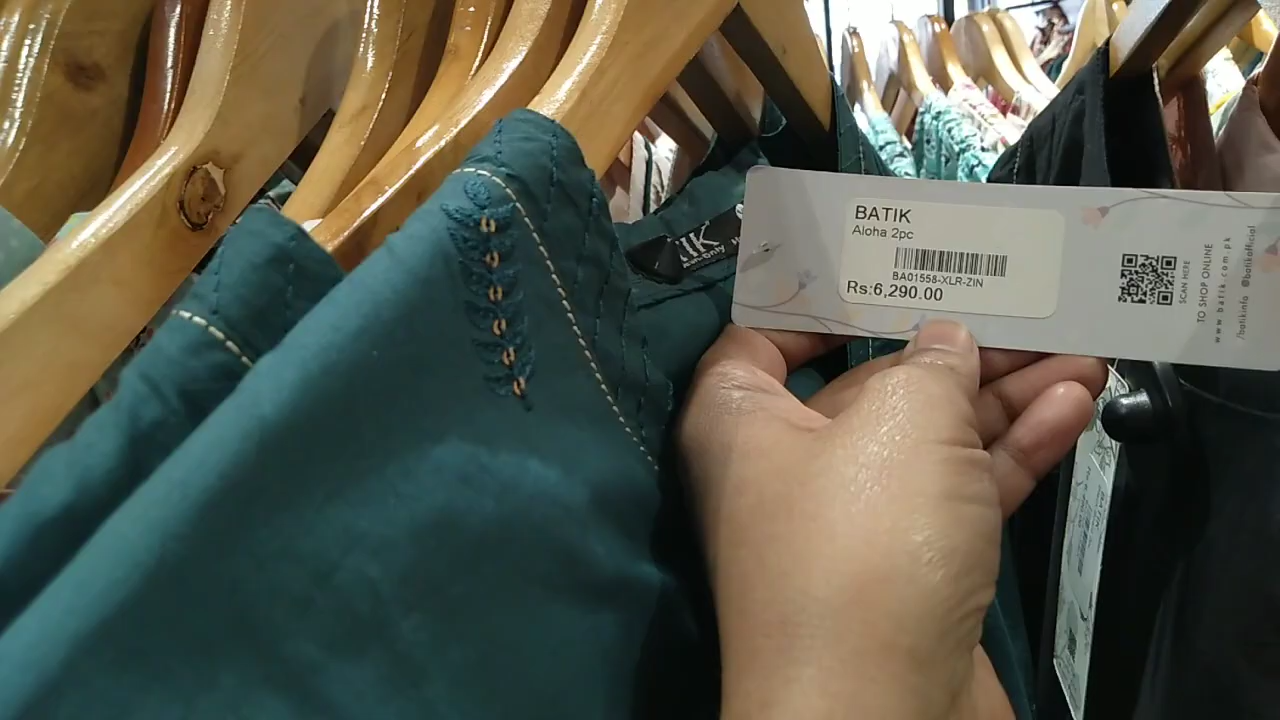 BATIK
Aloha 2pc
BA01558-XLR-ZIN
Rs:6,290.00
SCAN HERE
TO SHOP ONLINE
www.batik.com.pk
/batikinfo @batikofficial